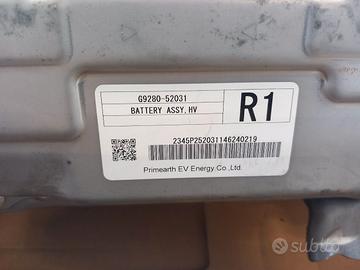 G9280-52031
BATTERY ASSY,HV
R1
2345P252031146240219
Primearth EV Energy Co.,Ltd.
subito